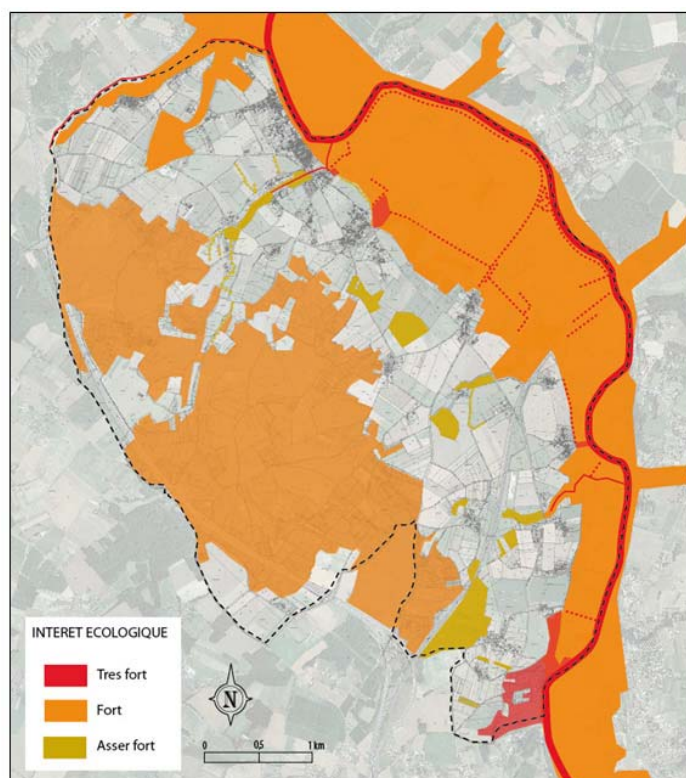 INTERET ECOLOGIQUE
Tres fort
Fort
Asser fort
N
0 0,5 1 km